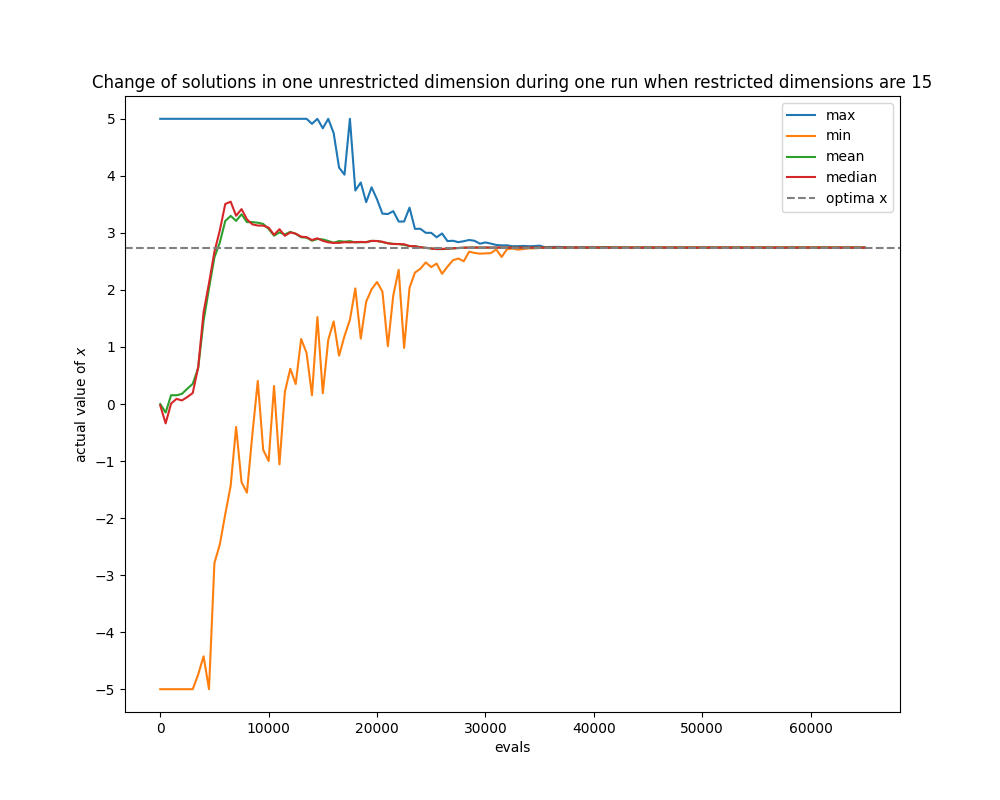 Change of solutions in one unrestricted dimension during one run when restricted dimensions are 15
max
min
mean
median
optima x
actual value of x
5
4
3
2
1
0
−1
−2
−3
−4
−5
0 10000 20000 30000 40000 50000 60000
evals